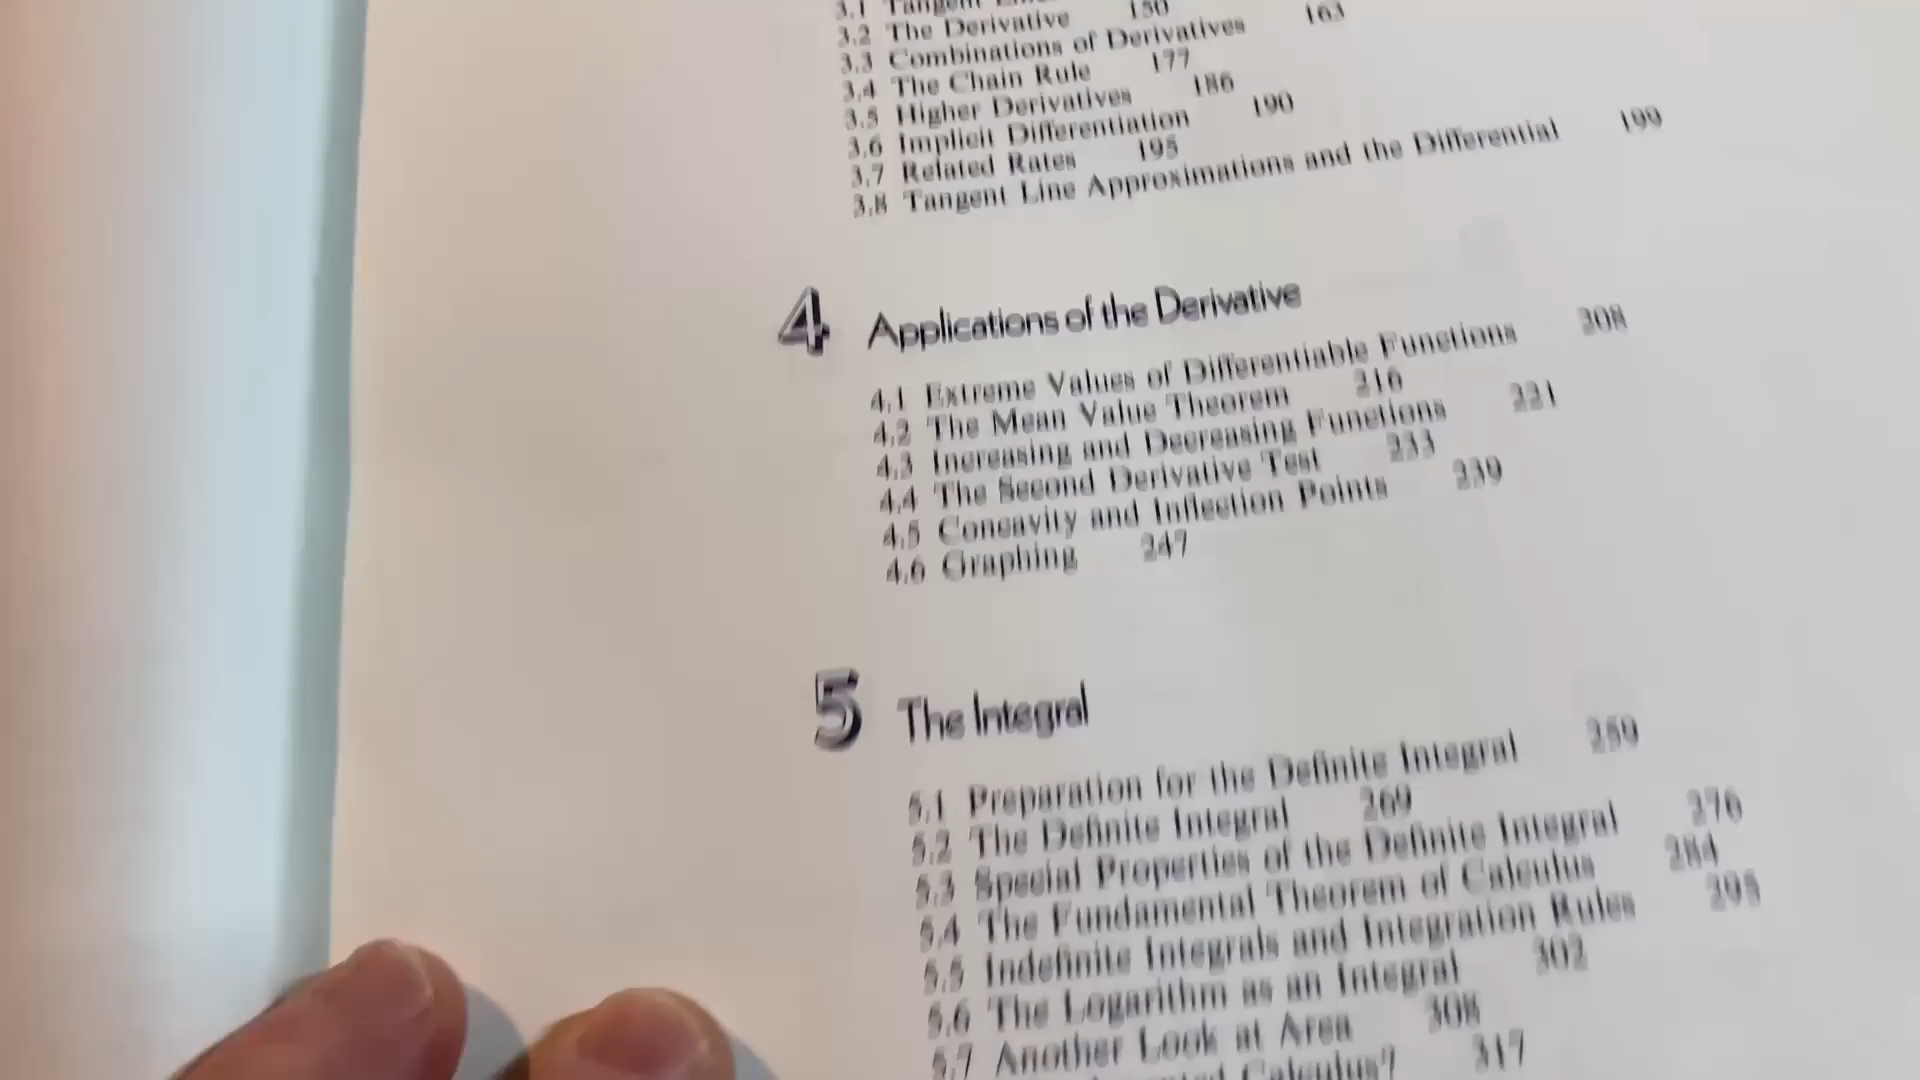 3.1 Tangent
3.2 The Derivative 150
3.3 Combinations of Derivatives 163
3.4 The Chain Rule 177
3.5 Higher Derivatives 186
3.6 Implicit Differentiation 190
3.7 Related Rates 195
3.8 Tangent Line Approximations and the Differential 199
4 Applications of the Derivative
4.1 Extreme Values of Differentiable Functions 208
4.2 The Mean Value Theorem 216
4.3 Increasing and Decreasing Functions 221
4.4 The Second Derivative Test 233
4.5 Concavity and Inflection Points 239
4.6 Graphing 247
5 The Integral
5.1 Preparation for the Definite Integral 259
5.2 The Definite Integral 269
5.3 Special Properties of the Definite Integral 276
5.4 The Fundamental Theorem of Calculus 284
5.5 Indefinite Integrals and Integration Rules 295
5.6 The Logarithm as an Integral 302
5.7 Another Look at Area 308
Calculus? 317